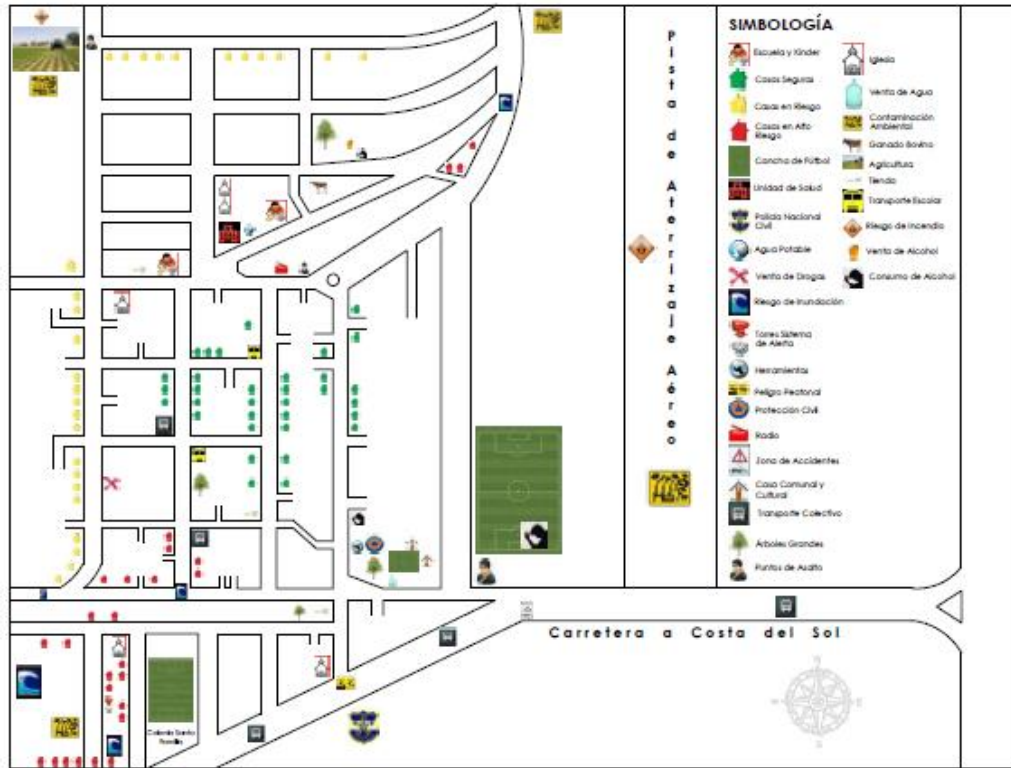 SIMBOLOGÍA
Escuela y Kinder
Casas Seguras
Casas en Riesgo
Casas en Alto
Riesgo
Cancha de Fútbol
Unidad de Salud
Policia Nacional
Civil
Agua Potable
Venta de Drogas
Riesgo de Inundación
Torres Sistema
de Alerta
Herramientas
Peligro Peatonal
Protección Civil
Radio
Zona de Accidentes
Casa Comunal y
Cultural
Transporte Colectivo
Árboles Grandes
Puntos de Asalto
Iglesia
Venta de Agua
Contaminación
Ambiental
Ganado Bovino
Agricultura
Tienda
Transporte Escolar
Riesgo de Incendio
Venta de Alcohol
Consumo de Alcohol
Pista de Aterrizaje Aéreo
Carretera a Costa del Sol
Colonia Santa